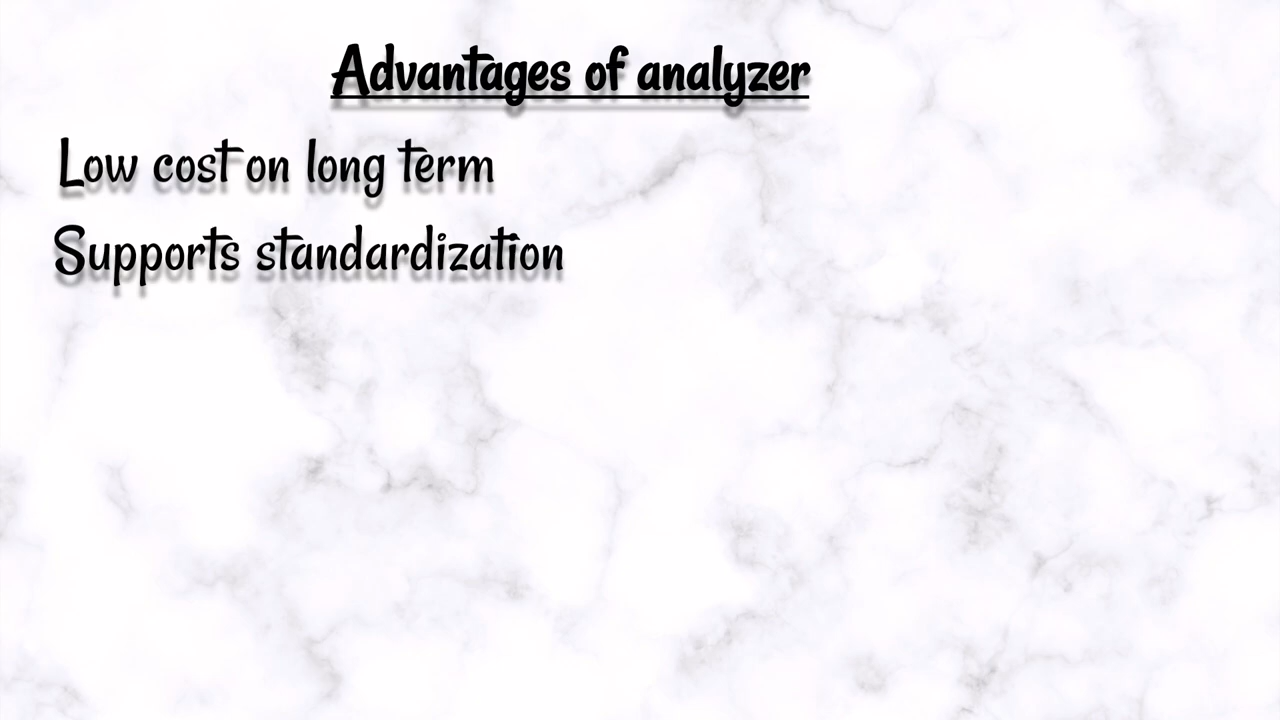 Advantages of analyzer
Low cost on long term
Supports standardization